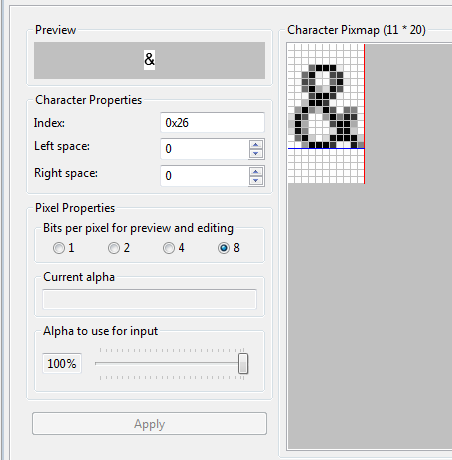 Preview
&
Character Properties
Index: 0x26
Left space: 0
Right space: 0
Pixel Properties
Bits per pixel for preview and editing
1 2 4 8
Current alpha
Alpha to use for input
100%
Apply
Character Pixmap (11 * 20)
&